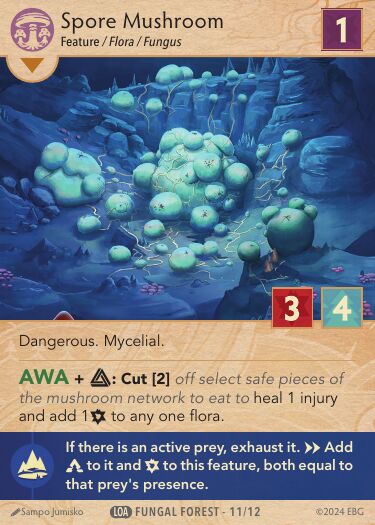 Spore Mushroom
1
Feature / Flora / Fungus
3 4
Dangerous. Mycelial.
AWA + : Cut [2] off select safe pieces of
the mushroom network to eat to heal 1 injury
and add 1 to any one flora.
If there is an active prey, exhaust it. Add
to it and to this feature, both equal to
that prey's presence.
Sampo Jumisko LOA FUNGAL FOREST - 11/12 ©2024 EBG